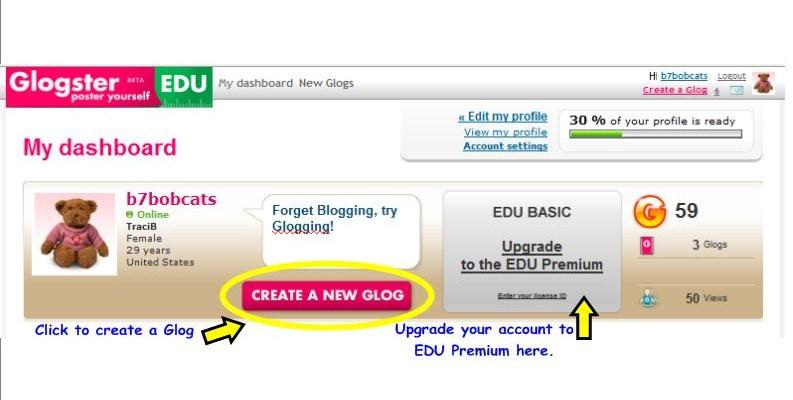 Glogster BETA EDU
poster yourself
My dashboard New Glogs
Hi b7bobcats Logout
Create a Glog 6
« Edit my profile
View my profile
Account settings
30 % of your profile is ready
My dashboard
b7bobcats
Online
TraciB
Female
29 years
United States
Forget Blogging, try
Glogging!
CREATE A NEW GLOG
EDU BASIC
Upgrade
to the EDU Premium
Enter your license ID
59
G 3 Glogs
50 Views
Click to create a Glog
Upgrade your account to
EDU Premium here.